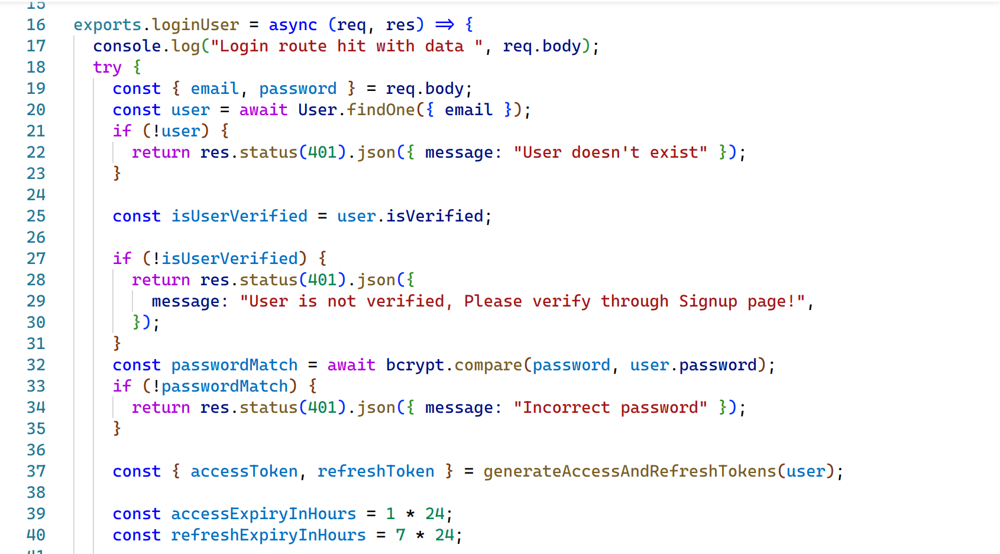 15
16 exports.loginUser = async (req, res) => {
17 console.log("Login route hit with data ", req.body);
18 try {
19 const { email, password } = req.body;
20 const user = await User.findOne({ email });
21 if (!user) {
22 return res.status(401).json({ message: "User doesn't exist" });
23 }
24
25 const isUserVerified = user.isVerified;
26
27 if (!isUserVerified) {
28 return res.status(401).json({
29 message: "User is not verified, Please verify through Signup page!",
30 });
31 }
32 const passwordMatch = await bcrypt.compare(password, user.password);
33 if (!passwordMatch) {
34 return res.status(401).json({ message: "Incorrect password" });
35 }
36
37 const { accessToken, refreshToken } = generateAccessAndRefreshTokens(user);
38
39 const accessExpiryInHours = 1 * 24;
40 const refreshExpiryInHours = 7 * 24;
41